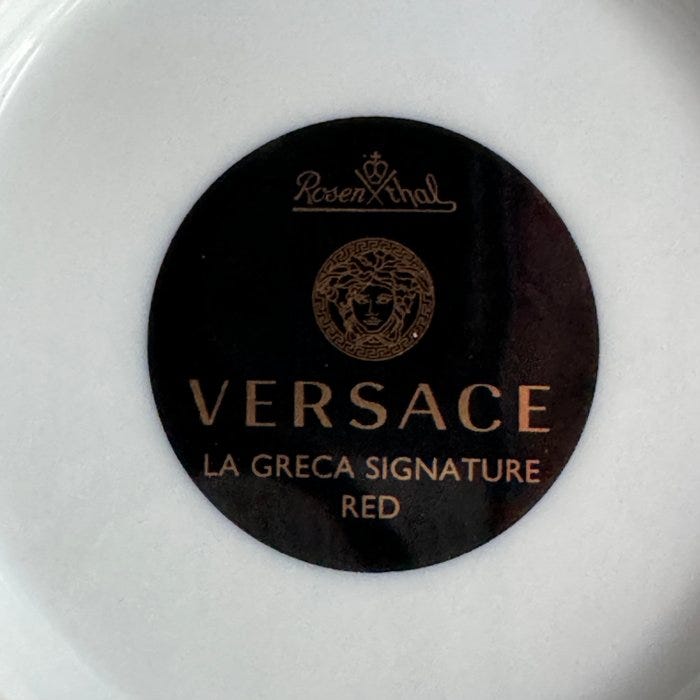 Rosenthal
VERSACE
LA GRECA SIGNATURE
RED